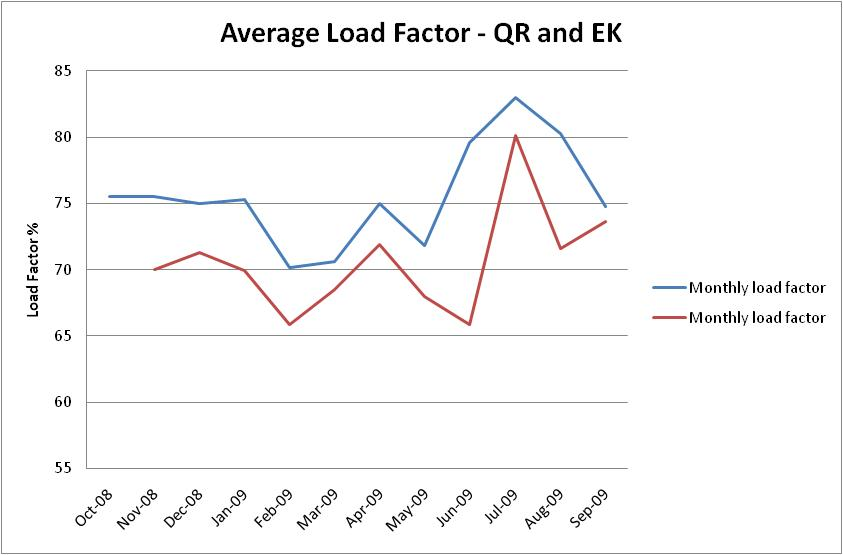 Average Load Factor - QR and EK
85
80
75
70
65
60
55
Load Factor %
Oct-08
Nov-08
Dec-08
Jan-09
Feb-09
Mar-09
Apr-09
May-09
Jun-09
Jul-09
Aug-09
Sep-09
Monthly load factor
Monthly load factor